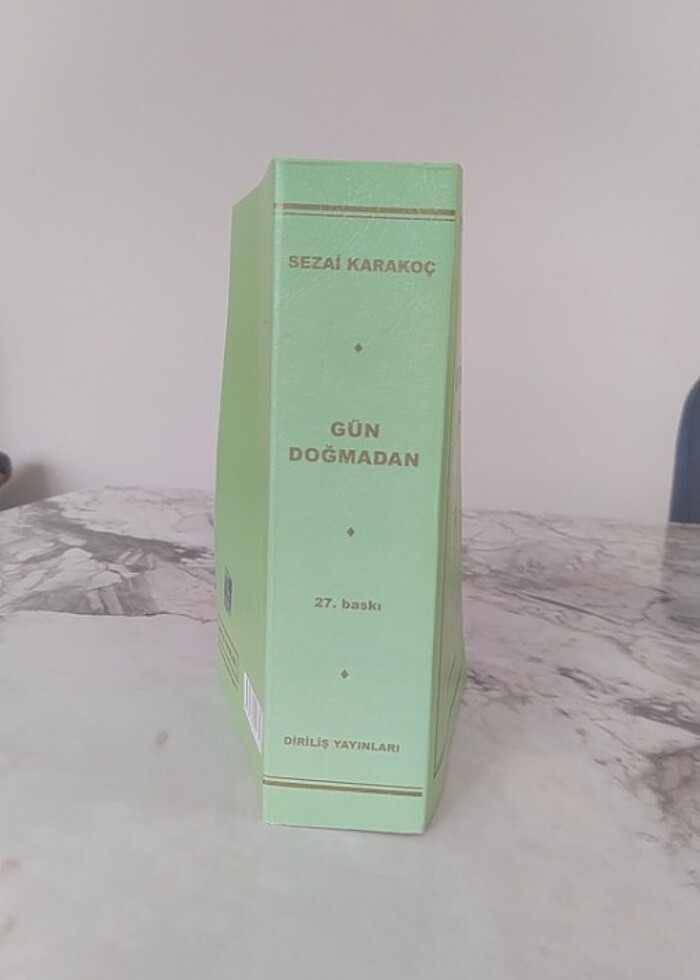 SEZAİ KARAKOÇ
GÜN
DOĞMADAN
27. baskı
DİRİLİŞ YAYINLARI